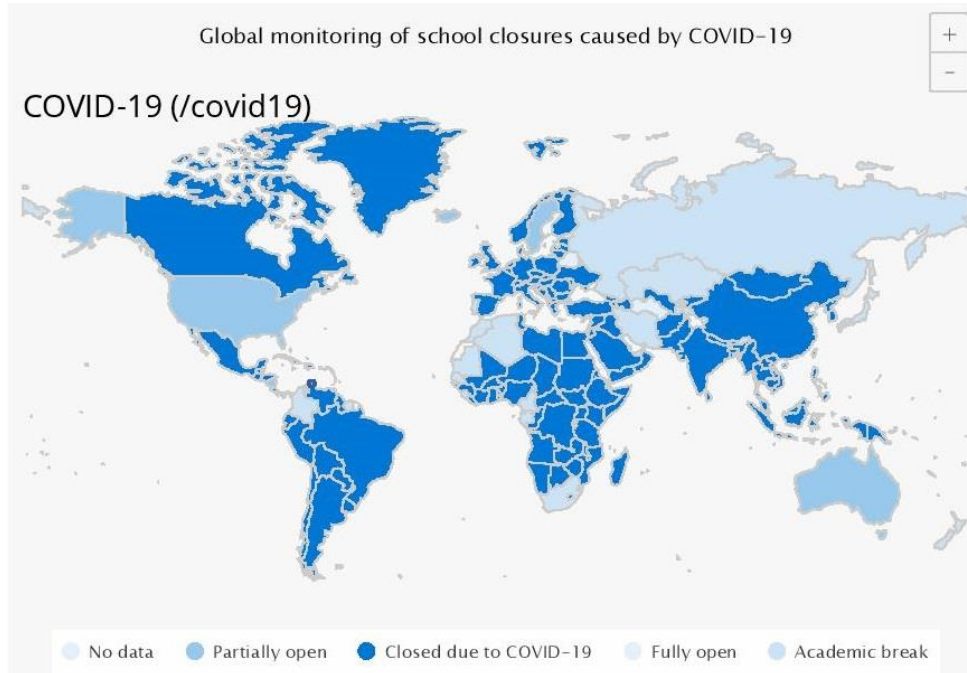 Global monitoring of school closures caused by COVID-19
+
−
COVID-19 (/covid19)
No data Partially open Closed due to COVID-19 Fully open Academic break